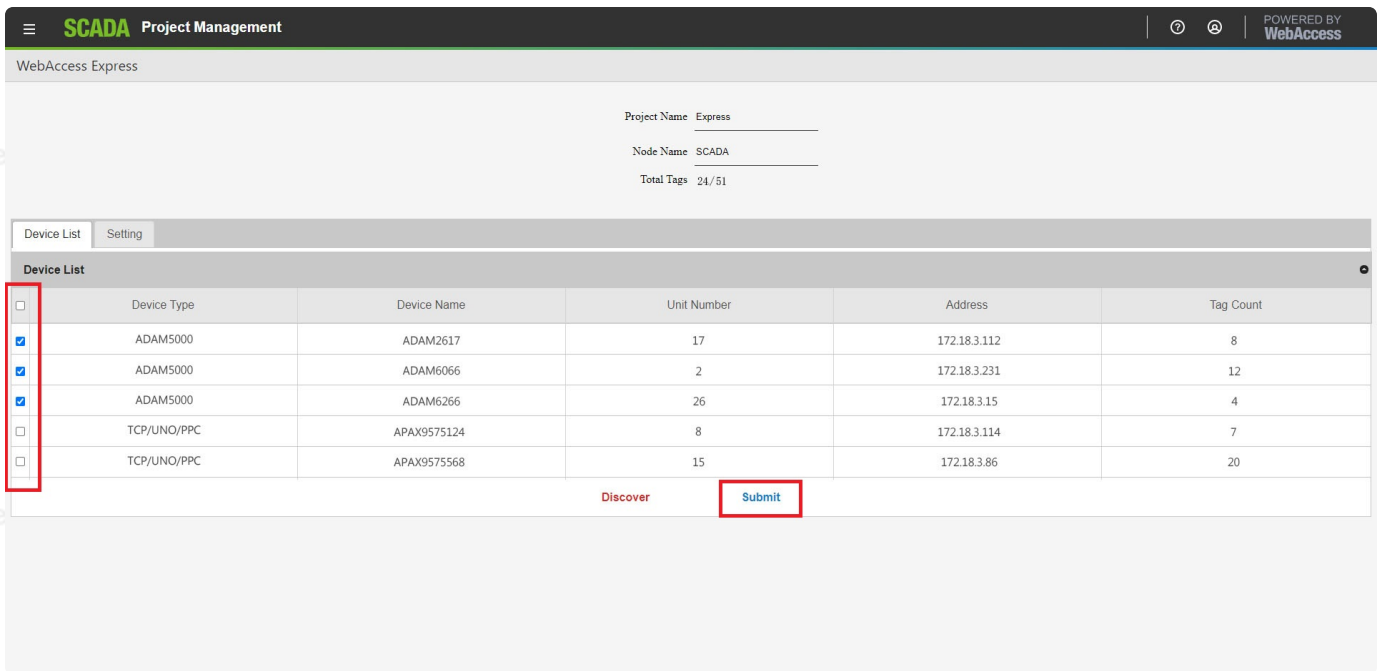 SCADA Project Management
POWERED BY
WebAccess
WebAccess Express
Project Name Express
Node Name SCADA
Total Tags 24/51
Device List Setting
Device List
Device Type Device Name Unit Number Address Tag Count
ADAM5000 ADAM2617 17 172.18.3.112 8
ADAM5000 ADAM6066 2 172.18.3.231 12
ADAM5000 ADAM6266 26 172.18.3.15 4
TCP/UNO/PPC APAX9575124 8 172.18.3.114 7
TCP/UNO/PPC APAX9575568 15 172.18.3.86 20
Discover Submit